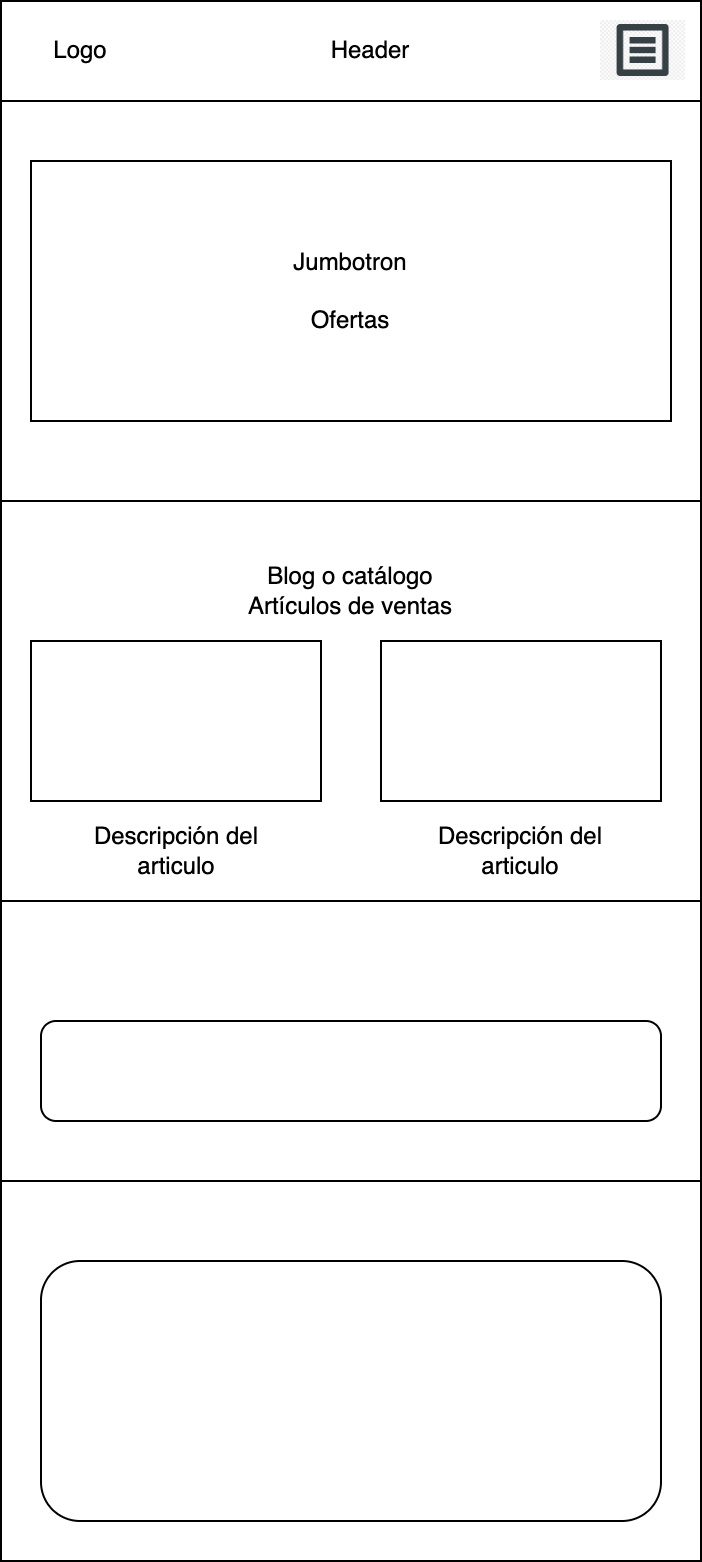 Logo
Header
Jumbotron
Ofertas
Blog o catálogo
Artículos de ventas
Descripción del
articulo
Descripción del
articulo